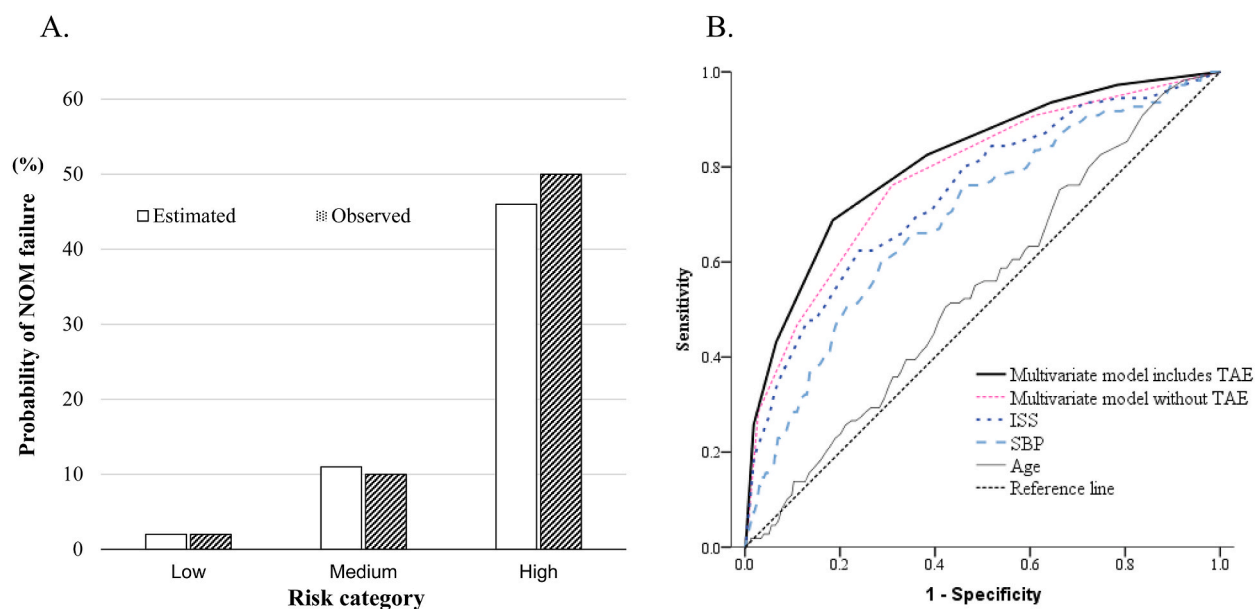 A.
60
50
40
30
20
10
0
(%)
Probability of NOM failure
Estimated
Observed
Low
Medium
High
Risk category
B.
1.0
0.8
0.6
0.4
0.2
0.0
Sensitivity
Multivariate model includes TAE
Multivariate model without TAE
ISS
SBP
Age
Reference line
0.0
0.2
0.4
0.6
0.8
1.0
1 - Specificity